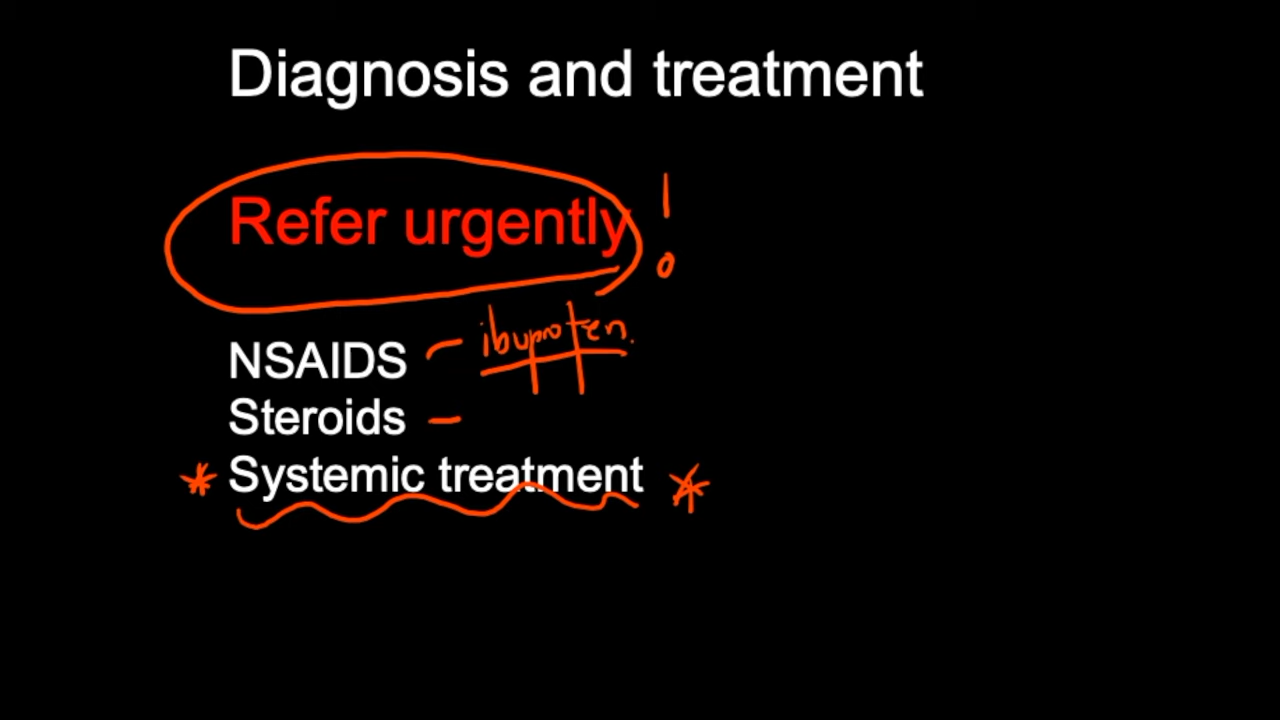 Diagnosis and treatment
Refer urgently !
NSAIDS - ibuprofen.
Steroids -
* Systemic treatment *